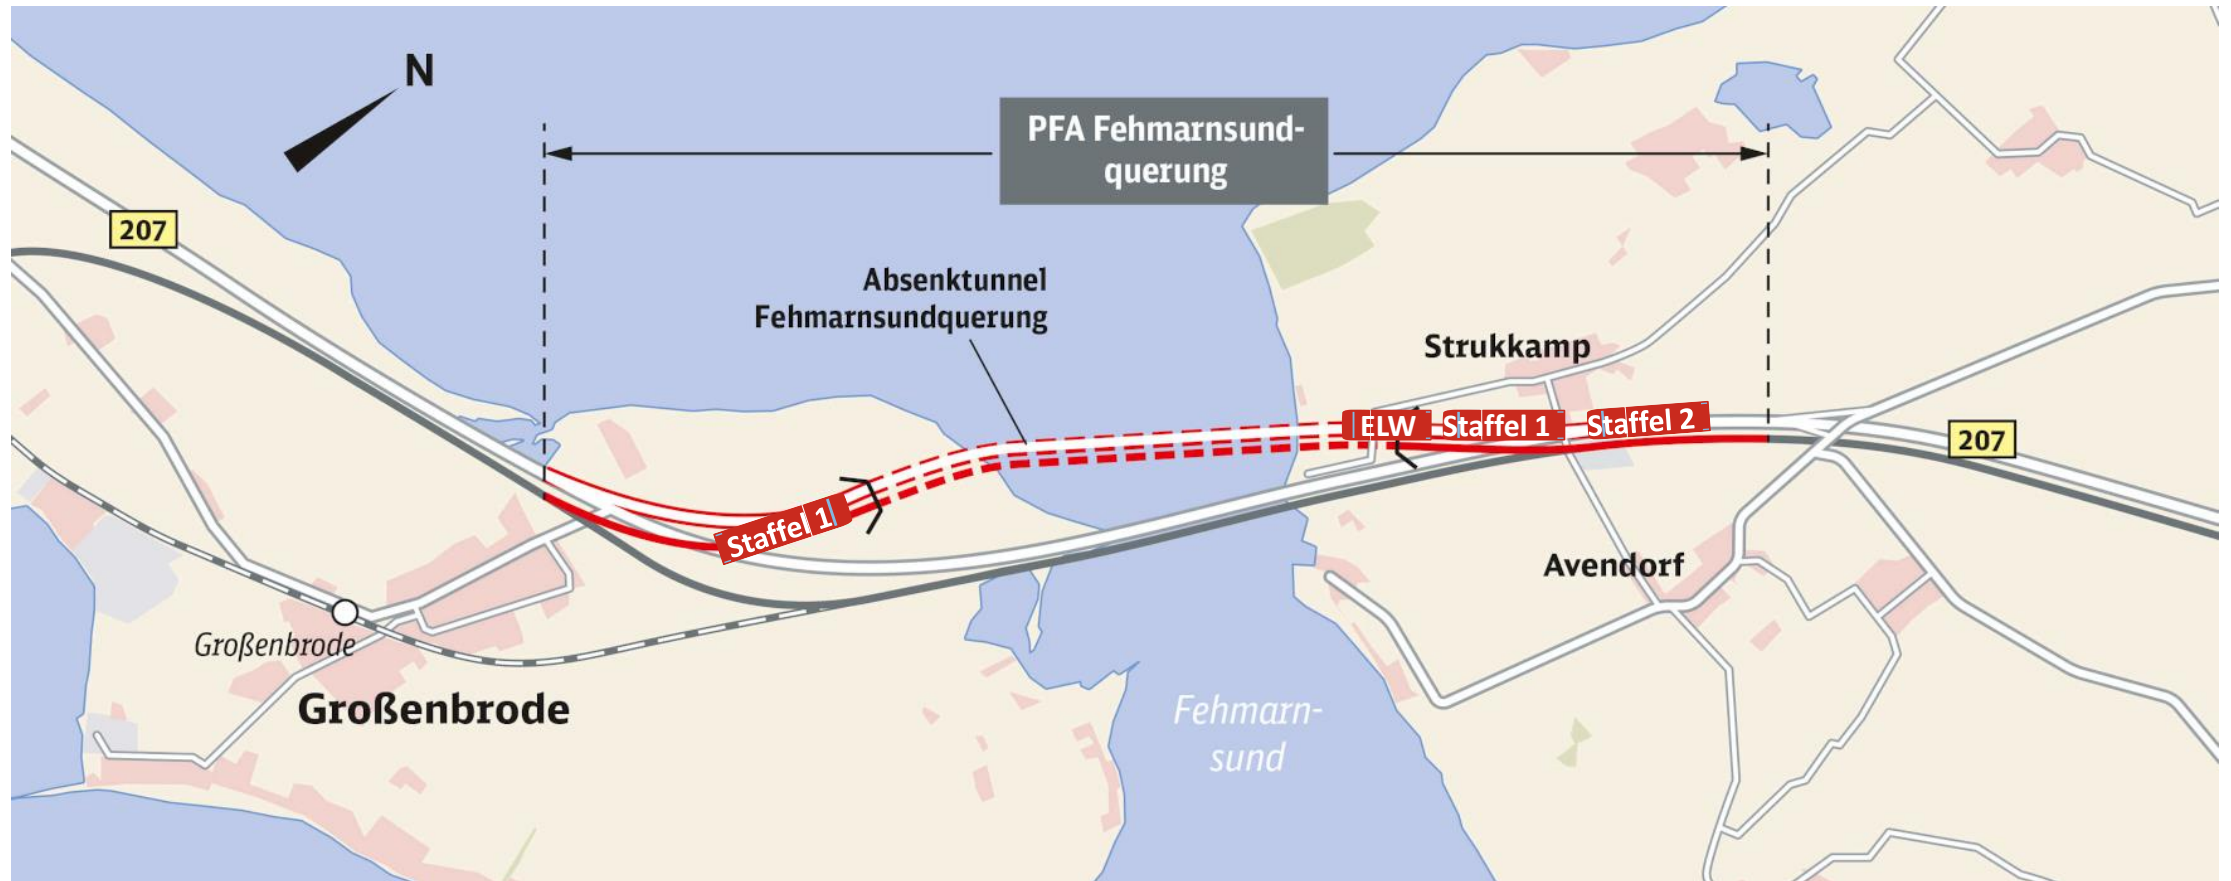 N
PFA Fehmarnsund-
querung
207
Absenktunnel
Fehmarnsundquerung
Strukkamp
ELW
Staffel 1
Staffel 2
207
Staffel 1
Avendorf
Großenbrode
Großenbrode
Fehmarn-
sund